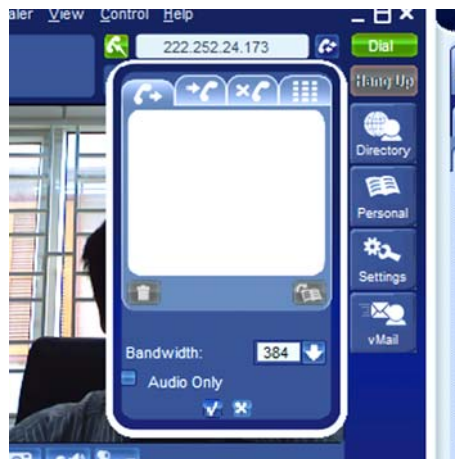 aler View Control Help
222.252.24.173
Dial
Hang Up
Directory
Personal
Settings
vMail
Bandwidth: 384
Audio Only